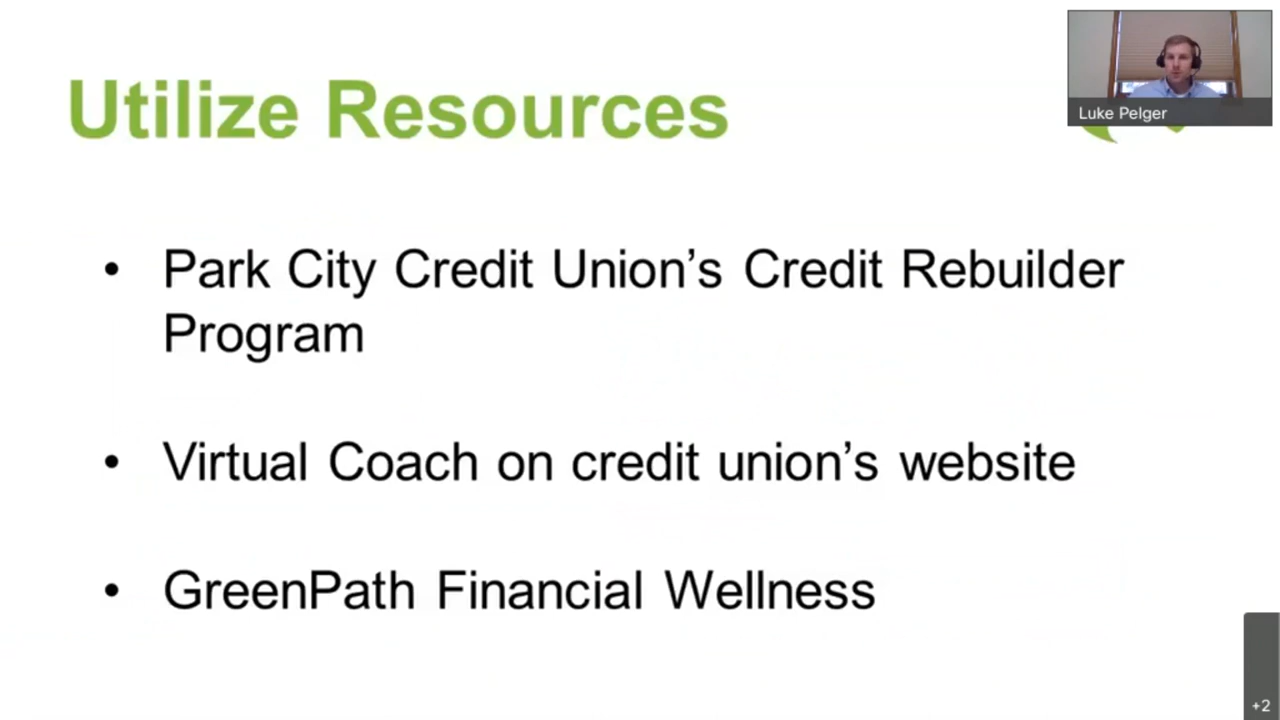 Utilize Resources
Luke Pelger
• Park City Credit Union’s Credit Rebuilder
Program
• Virtual Coach on credit union’s website
• GreenPath Financial Wellness
+2